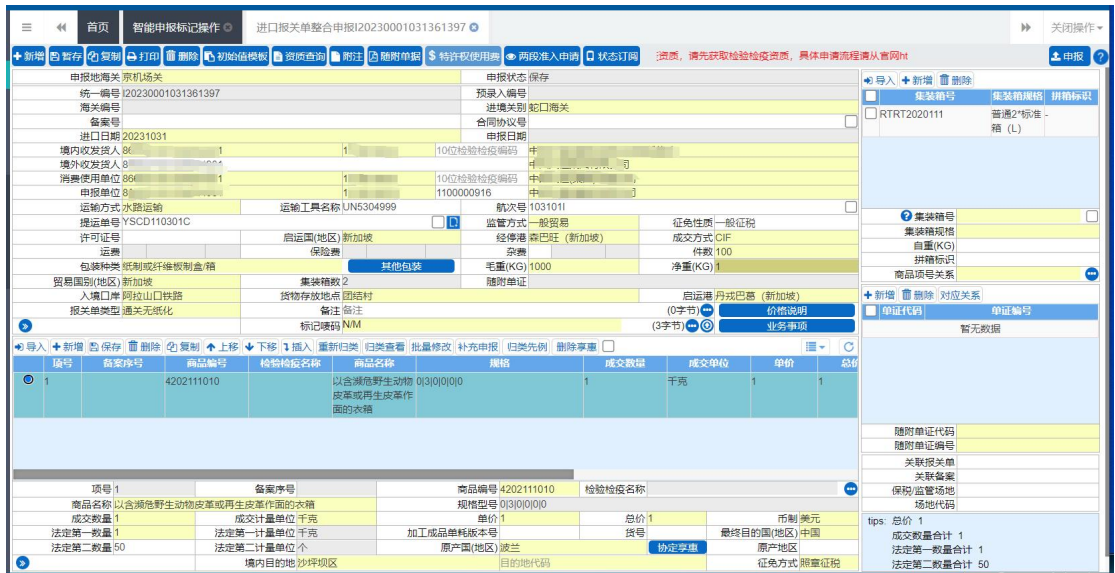 首页 智能申报标记操作 进口报关单整合申报I20230001031361397 关闭操作
新增 暂存 复制 打印 删除 初始值模板 资质查询 附注 随附单据 特许权使用费 两段准入申请 状态订阅 资质，请先获取检验检疫资质，具体申请流程请从官网ht 申报
申报地海关 京机场关 申报状态 保存
统一编号 I20230001031361397 预录入编号
海关编号 进境关别 蛇口海关
备案号 合同协议号
进口日期 20231031 申报日期
境内收发货人 10位检验检疫编码
境外收发货人
消费使用单位 10位检验检疫编码
申报单位 1100000916
运输方式 水路运输 运输工具名称 UN5304999 航次号 103101I
提运单号 YSCD110301C 监管方式 一般贸易 征免性质 一般征税
许可证号 启运国(地区) 新加坡 经停港 森巴旺（新加坡） 成交方式 CIF
运费 保险费 杂费 件数 100
包装种类 纸制或纤维板制盒/箱 其他包装 毛重(KG) 1000 净重(KG) 1
贸易国别(地区) 新加坡 集装箱数 2 随附单证
入境口岸 阿拉山口铁路 货物存放地点 团结村 启运港 丹戎巴葛（新加坡）
报关单类型 通关无纸化 备注 备注 (0字节) 价格说明
标记唛码 N/M (3字节) 业务事项
导入 新增 保存 删除 复制 上移 下移 插入 重新归类 归类查看 批量修改 补充申报 归类先例 删除享惠
项号 备案序号 商品编号 检验检疫名称 商品名称 规格 成交数量 成交单位 单价 总价
1 4202111010 以含濒危野生动物 0|3|0|0|0|0 1 千克 1 1
皮革或再生皮革作
面的衣箱
项号 1 备案序号 商品编号 4202111010 检验检疫名称
商品名称 以含濒危野生动物皮革或再生皮革作面的衣箱 规格型号 0|3|0|0|0|0
成交数量 1 成交计量单位 千克 单价 1 总价 1 币制 美元
法定第一数量 1 法定第一计量单位 千克 加工成品单耗版本号 货号 最终目的国(地区) 中国
法定第二数量 50 法定第二计量单位 个 原产国(地区) 波兰 协定享惠 原产地区
境内目的地 沙坪坝区 目的地代码 征免方式 照章征税
导入 新增 删除
集装箱号 集装箱规格 拼箱标识
RTRT2020111 普通2*标准 -
箱（L）
集装箱号
集装箱规格
自重(KG)
拼箱标识
商品项号关系
新增 删除 对应关系
单证代码 单证编号
暂无数据
随附单证代码
随附单证编号
关联报关单
关联备案
保税/监管场地
场地代码
tips: 总价 1
成交数量合计 1
法定第一数量合计 1
法定第二数量合计 50